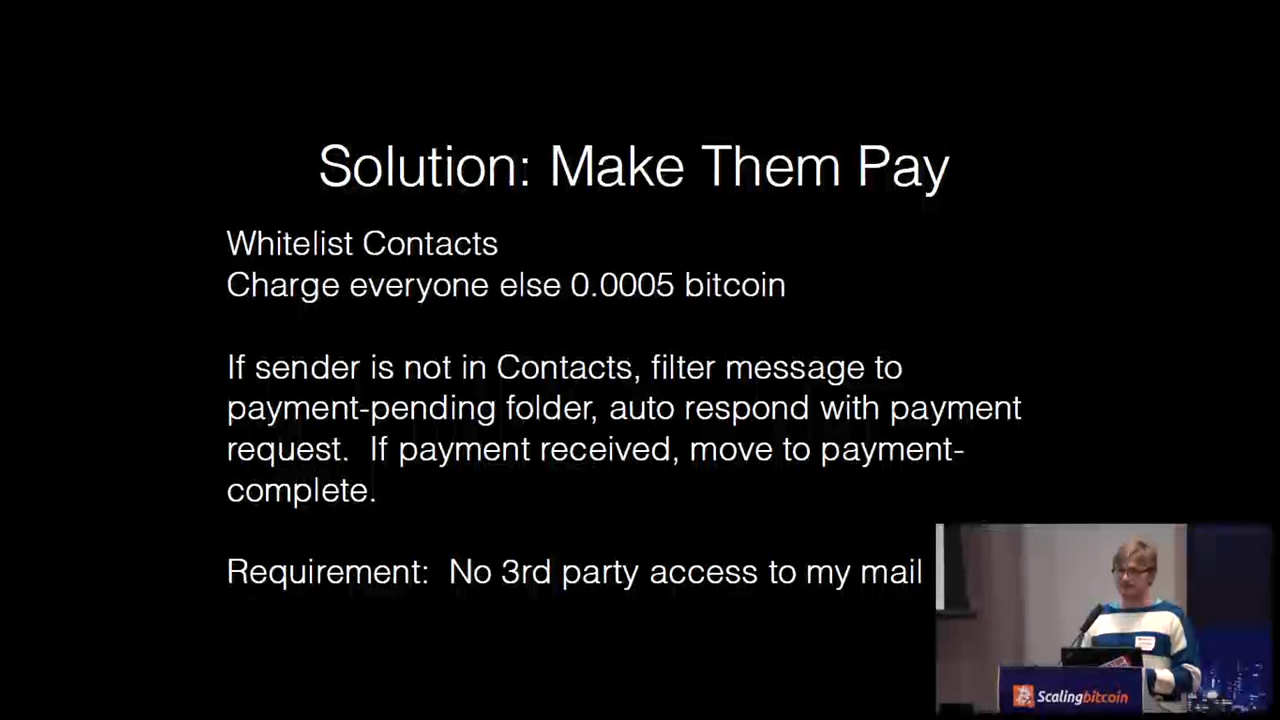 Solution: Make Them Pay
Whitelist Contacts
Charge everyone else 0.0005 bitcoin
If sender is not in Contacts, filter message to
payment-pending folder, auto respond with payment
request.  If payment received, move to payment-
complete.
Requirement:  No 3rd party access to my mail
Scalingbitcoin